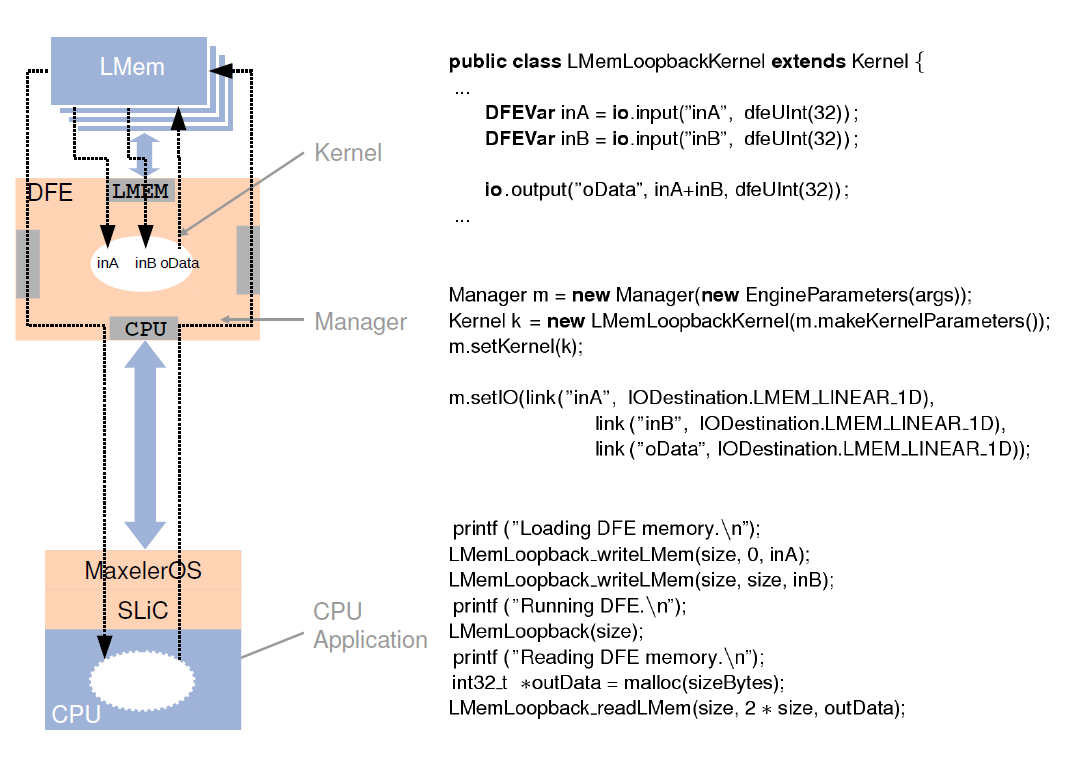 LMem
DFE
LMEM
Kernel
inA inB oData
CPU
Manager
MaxelerOS
SLiC
CPU
Application
CPU
public class LMemLoopbackKernel extends Kernel {
...
DFEVar inA = io.input("inA", dfeUInt(32));
DFEVar inB = io.input("inB", dfeUInt(32));
io.output("oData", inA+inB, dfeUInt(32));
...
Manager m = new Manager(new EngineParameters(args));
Kernel k = new LMemLoopbackKernel(m.makeKernelParameters());
m.setKernel(k);
m.setIO(link("inA", IODestination.LMEM_LINEAR_1D),
link ("inB", IODestination.LMEM_LINEAR_1D),
link ("oData", IODestination.LMEM_LINEAR_1D));
printf ("Loading DFE memory.\n");
LMemLoopback_writeLMem(size, 0, inA);
LMemLoopback_writeLMem(size, size, inB);
printf ("Running DFE.\n");
LMemLoopback(size);
printf ("Reading DFE memory.\n");
int32_t *outData = malloc(sizeBytes);
LMemLoopback_readLMem(size, 2 * size, outData);